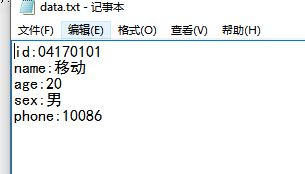 data.txt - 记事本
文件(F) 编辑(E) 格式(O) 查看(V) 帮助(H)
id:04170101
name:移动
age:20
sex:男
phone:10086